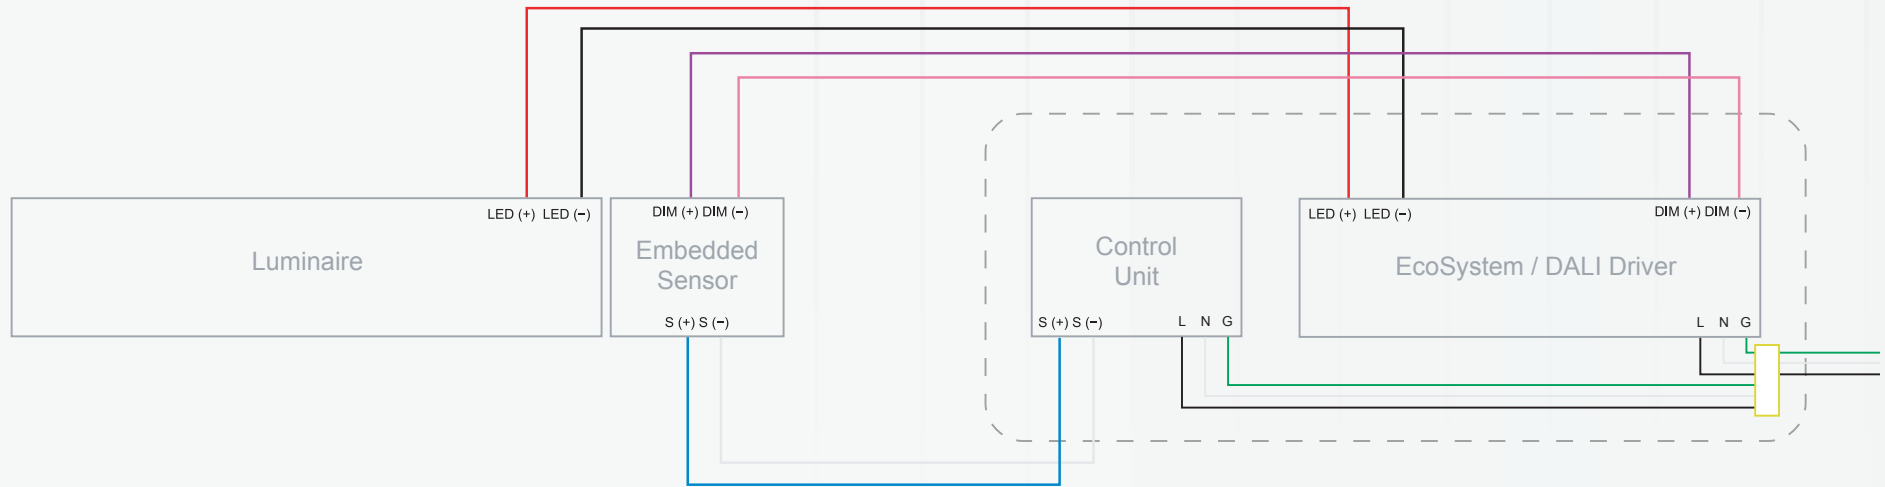 LED (+) LED (−)
Luminaire
DIM (+) DIM (−)
Embedded
Sensor
S (+) S (−)
Control
Unit
S (+) S (−)
L N G
LED (+) LED (−)
DIM (+) DIM (−)
EcoSystem / DALI Driver
L N G